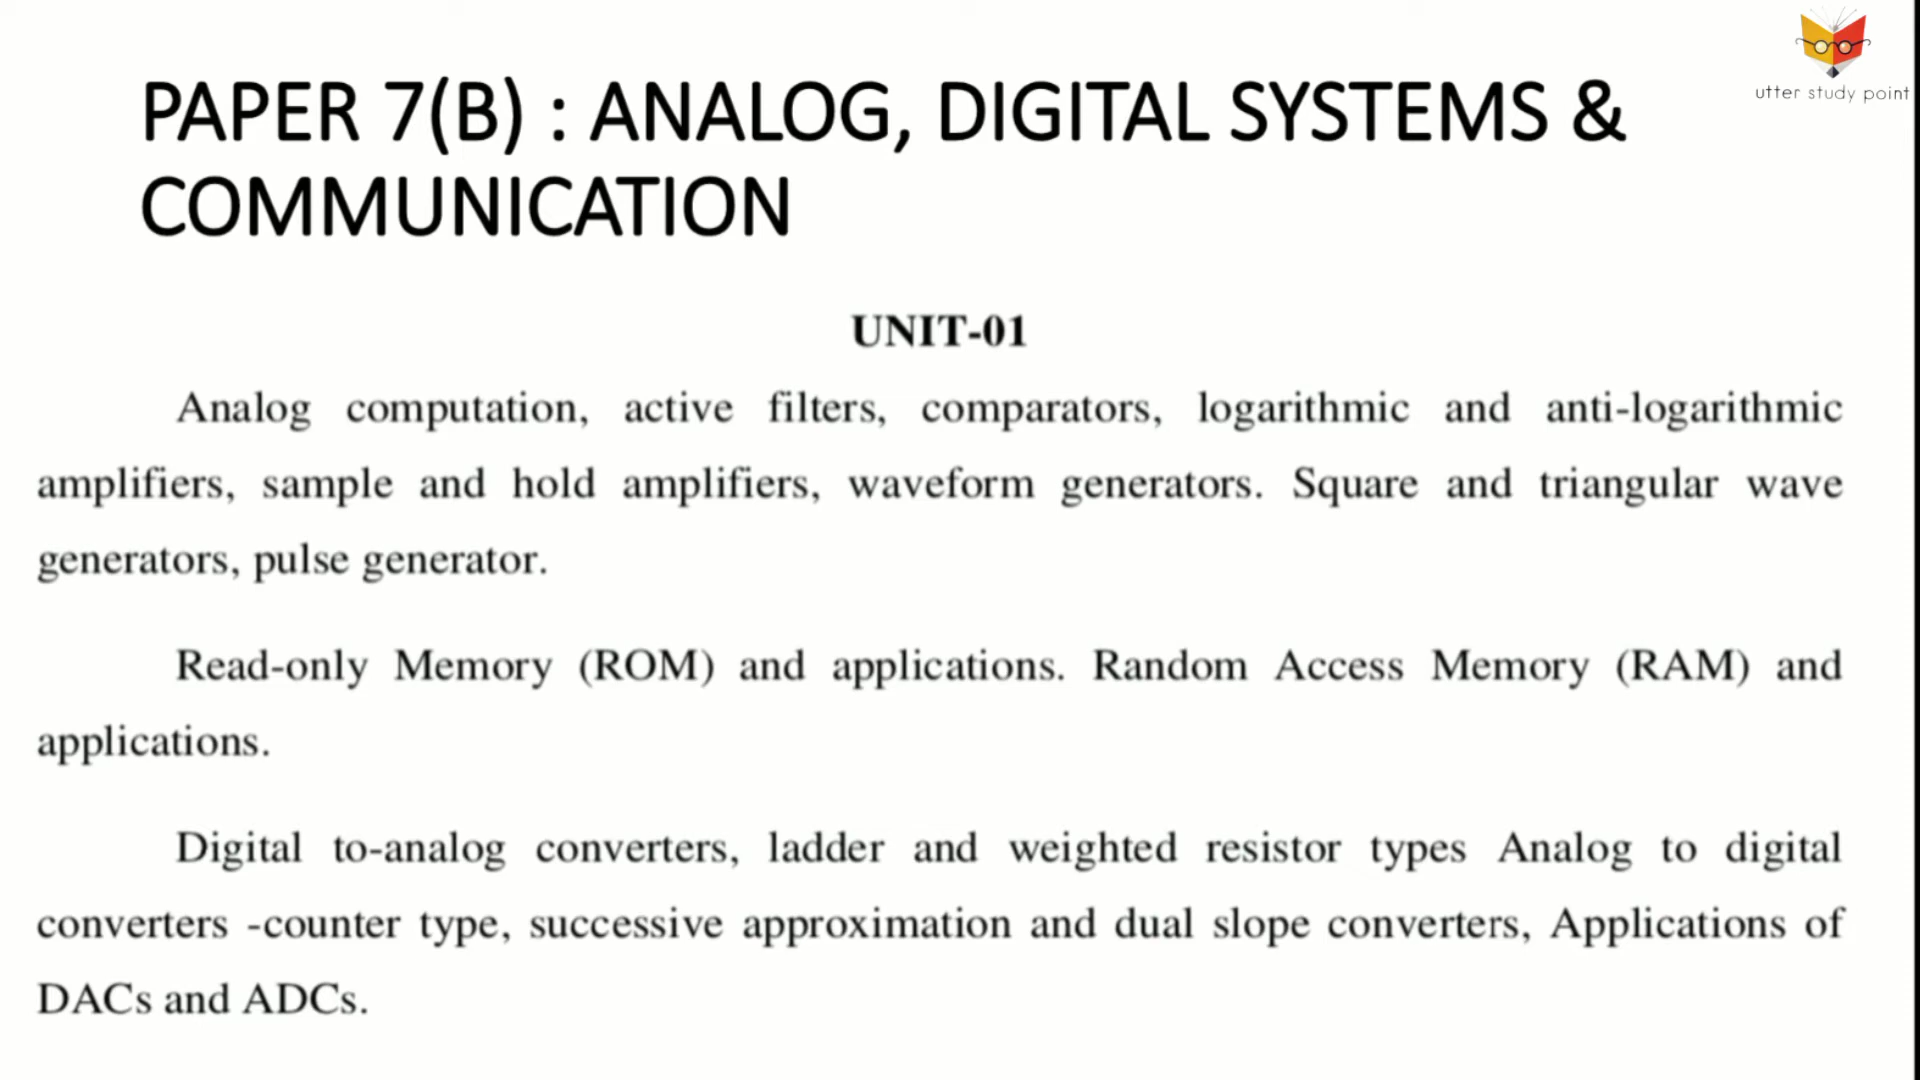 utter study point
PAPER 7(B) : ANALOG, DIGITAL SYSTEMS &
COMMUNICATION
UNIT-01
Analog computation, active filters, comparators, logarithmic and anti-logarithmic
amplifiers, sample and hold amplifiers, waveform generators. Square and triangular wave
generators, pulse generator.
Read-only Memory (ROM) and applications. Random Access Memory (RAM) and
applications.
Digital to-analog converters, ladder and weighted resistor types Analog to digital
converters -counter type, successive approximation and dual slope converters, Applications of
DACs and ADCs.